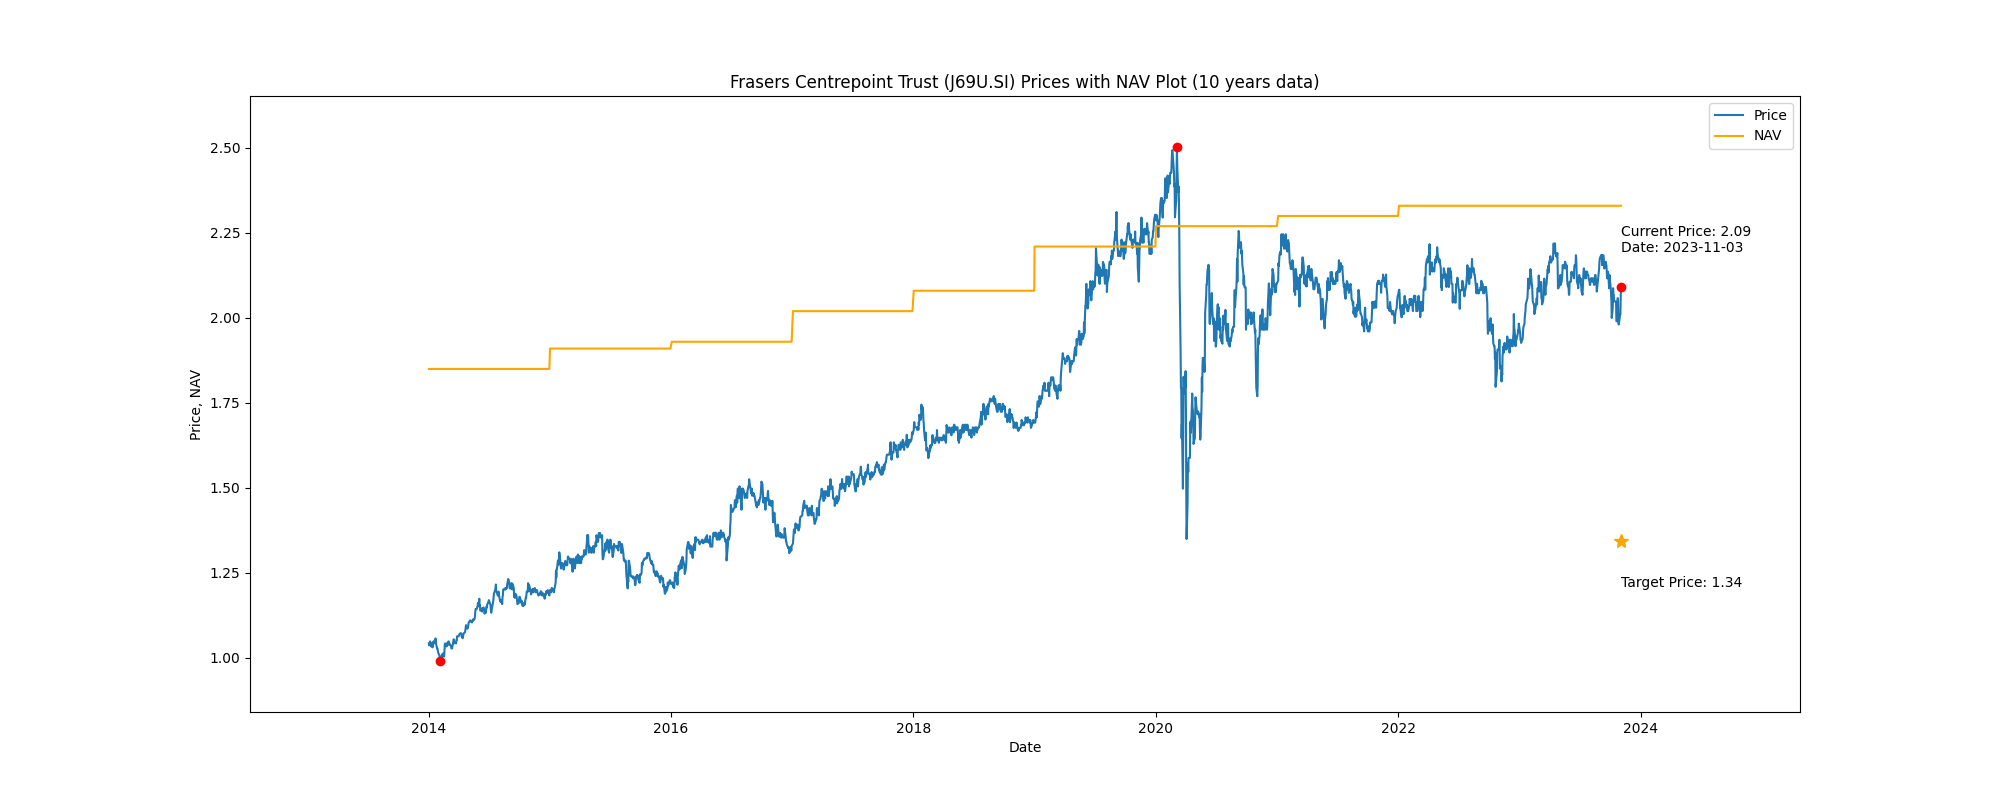 Frasers Centrepoint Trust (J69U.SI) Prices with NAV Plot (10 years data)
Price
NAV
2.50
2.25
2.00
1.75
1.50
1.25
1.00
Price, NAV
Current Price: 2.09
Date: 2023-11-03
Target Price: 1.34
2014
2016
2018
2020
2022
2024
Date